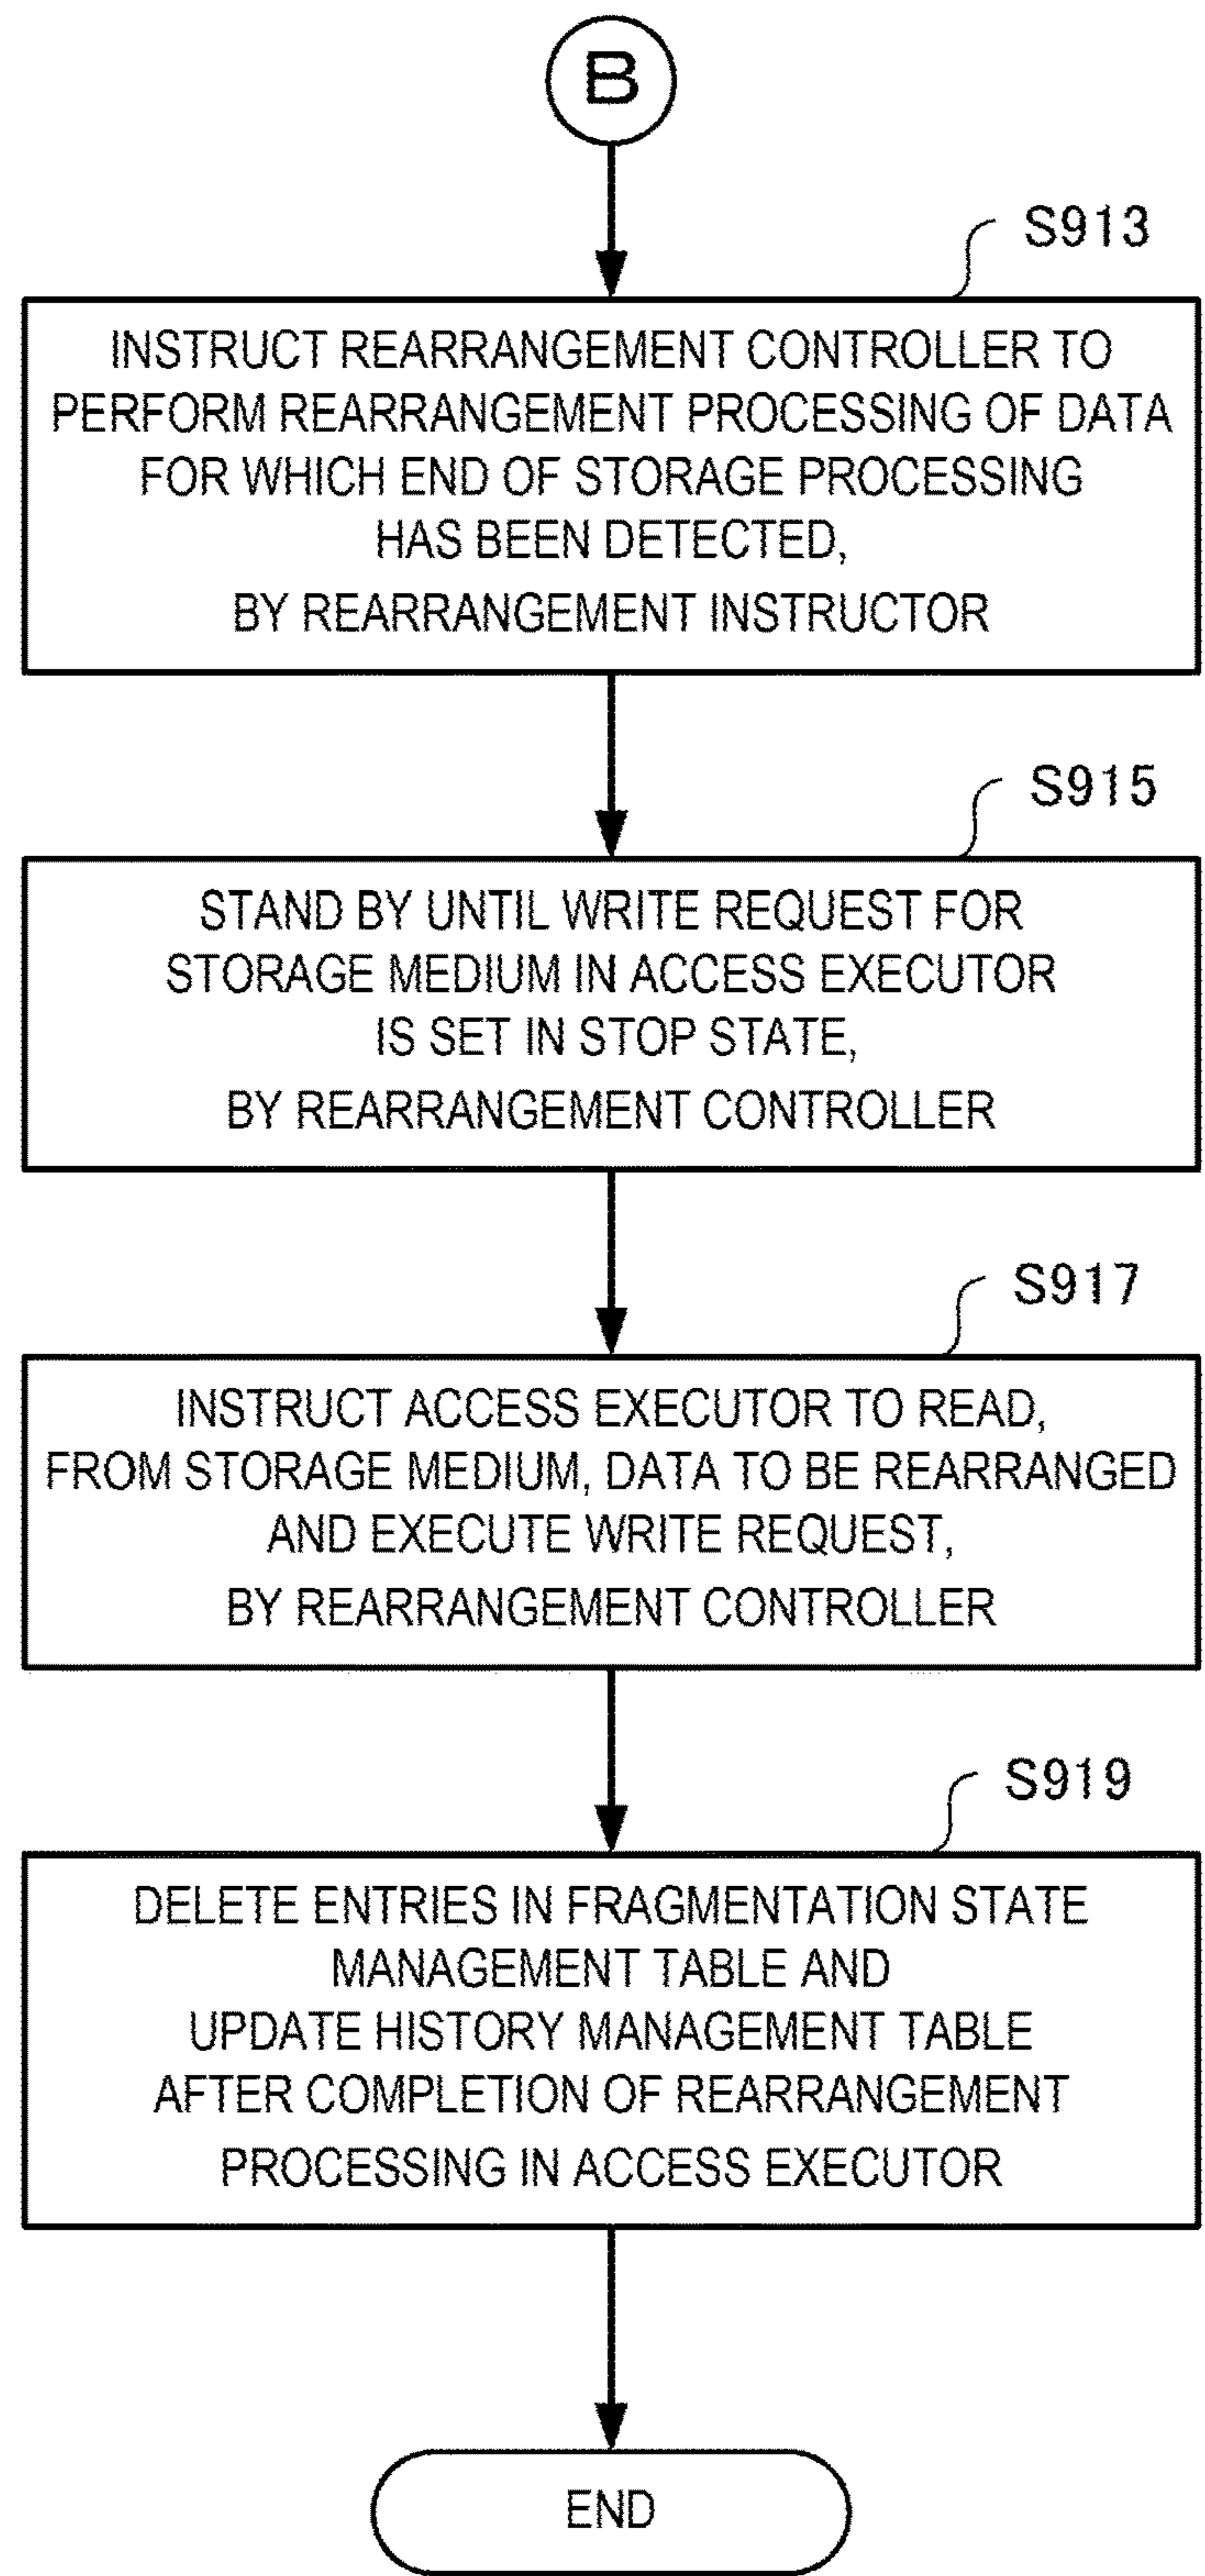 B
S913
INSTRUCT REARRANGEMENT CONTROLLER TO
PERFORM REARRANGEMENT PROCESSING OF DATA
FOR WHICH END OF STORAGE PROCESSING
HAS BEEN DETECTED,
BY REARRANGEMENT INSTRUCTOR
S915
STAND BY UNTIL WRITE REQUEST FOR
STORAGE MEDIUM IN ACCESS EXECUTOR
IS SET IN STOP STATE,
BY REARRANGEMENT CONTROLLER
S917
INSTRUCT ACCESS EXECUTOR TO READ,
FROM STORAGE MEDIUM, DATA TO BE REARRANGED
AND EXECUTE WRITE REQUEST,
BY REARRANGEMENT CONTROLLER
S919
DELETE ENTRIES IN FRAGMENTATION STATE
MANAGEMENT TABLE AND
UPDATE HISTORY MANAGEMENT TABLE
AFTER COMPLETION OF REARRANGEMENT
PROCESSING IN ACCESS EXECUTOR
END